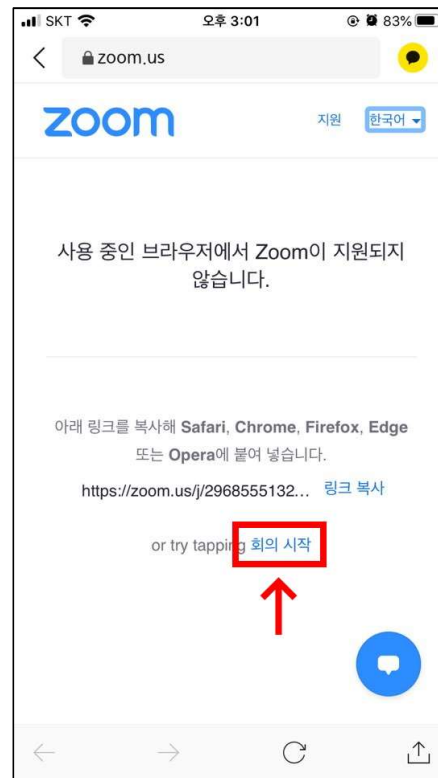 SKT 오후 3:01 83%
zoom.us
zoom 지원 한국어
사용 중인 브라우저에서 Zoom이 지원되지
않습니다.
아래 링크를 복사해 Safari, Chrome, Firefox, Edge
또는 Opera에 붙여 넣습니다.
https://zoom.us/j/2968555132... 링크 복사
or try tapping 회의 시작